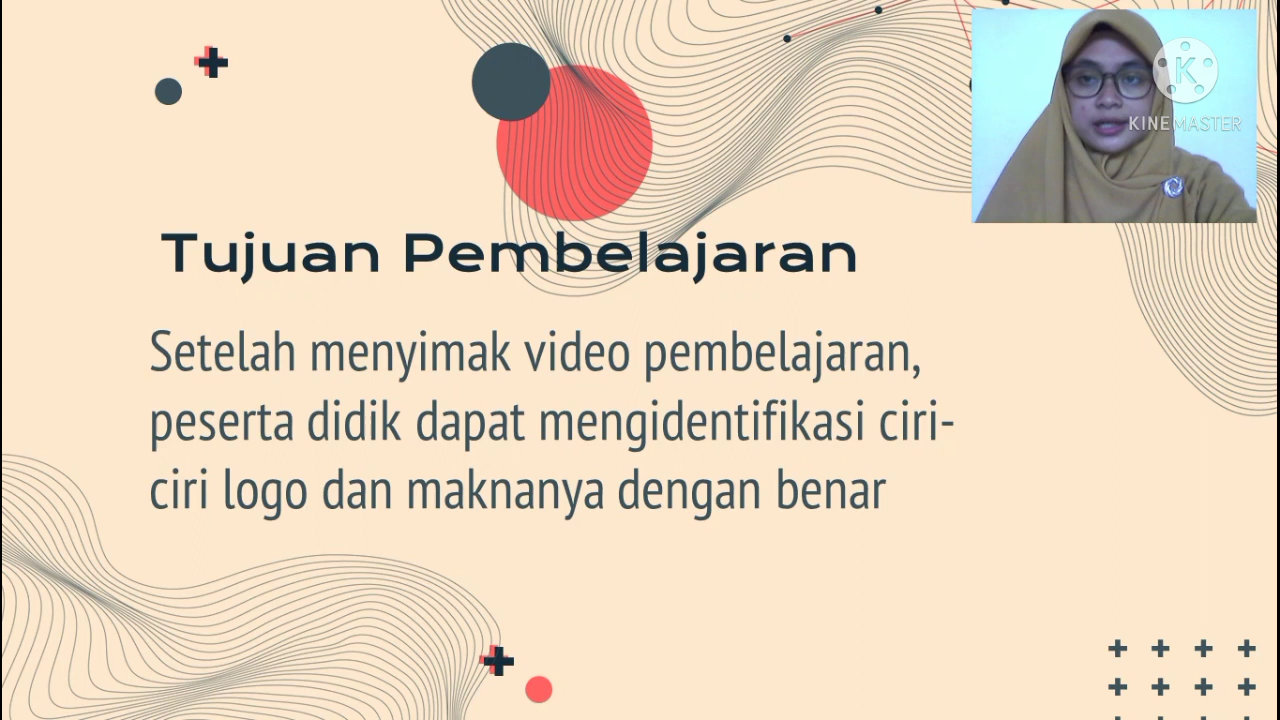 K
KINEMASTER
Tujuan Pembelajaran
Setelah menyimak video pembelajaran,
peserta didik dapat mengidentifikasi ciri-
ciri logo dan maknanya dengan benar